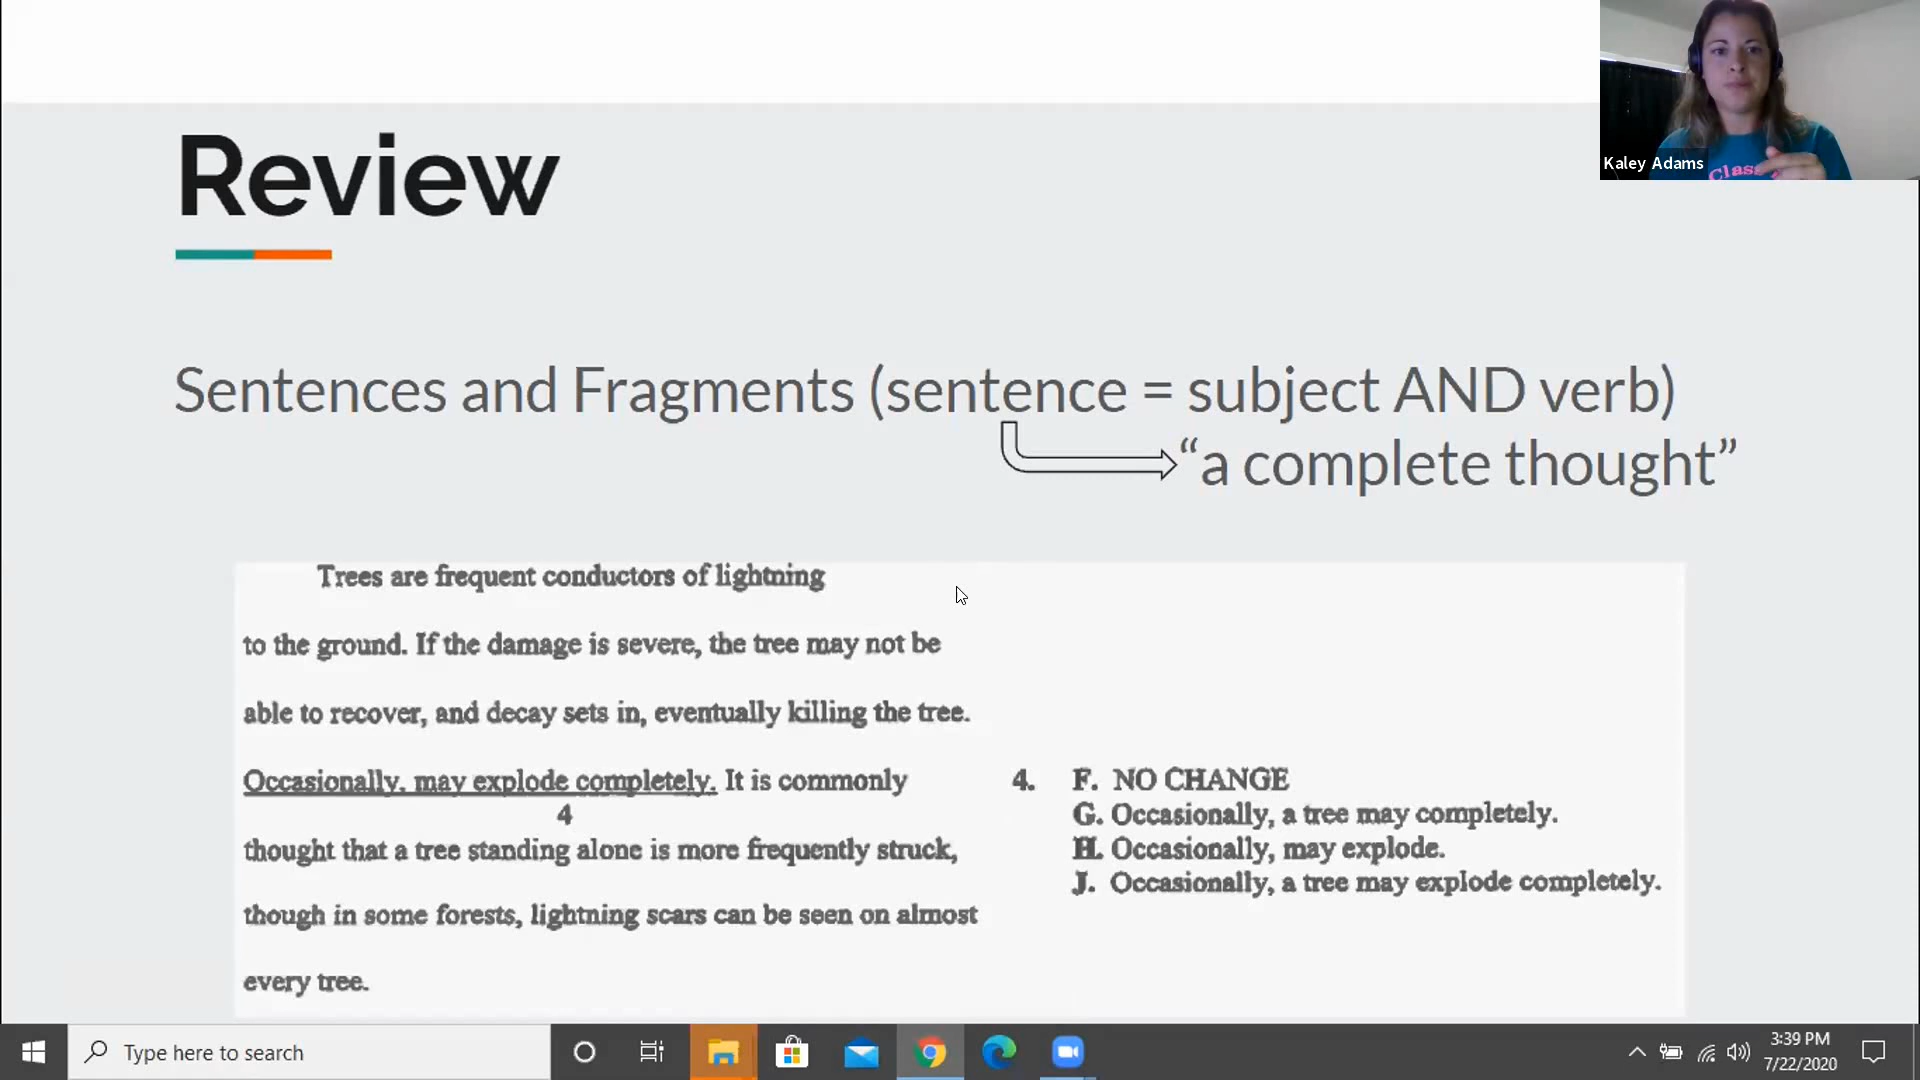 Review
Kaley Adams
Class
Sentences and Fragments (sentence = subject AND verb)
“a complete thought”
Trees are frequent conductors of lightning
to the ground. If the damage is severe, the tree may not be
able to recover, and decay sets in, eventually killing the tree.
Occasionally, may explode completely. It is commonly
4
thought that a tree standing alone is more frequently struck,
though in some forests, lightning scars can be seen on almost
every tree.
4. F. NO CHANGE
G. Occasionally, a tree may completely.
H. Occasionally, may explode.
J. Occasionally, a tree may explode completely.
Type here to search
3:39 PM
7/22/2020